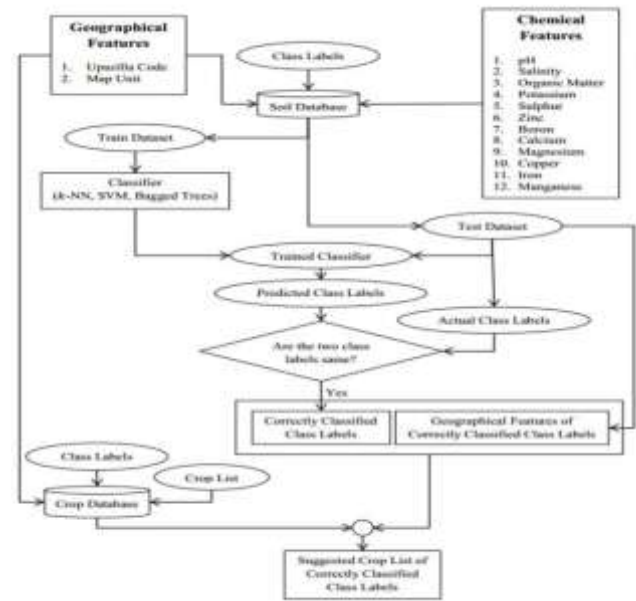 Geographical
Features
1. Upazilla Code
2. Map Unit
Class Labels
Soil Database
Chemical
Features
1. pH
2. Salinity
3. Organic Matter
4. Potassium
5. Sulphur
6. Zinc
7. Boron
8. Calcium
9. Magnesium
10. Copper
11. Iron
12. Manganese
Train Dataset
Classifier
(k-NN, SVM, Bagged Trees)
Test Dataset
Trained Classifier
Predicted Class Labels
Actual Class Labels
Are the two class
labels same?
Yes
Correctly Classified
Class Labels
Geographical Features of
Correctly Classified Class Labels
Class Labels
Crop List
Crop Database
Suggested Crop List of
Correctly Classified
Class Labels